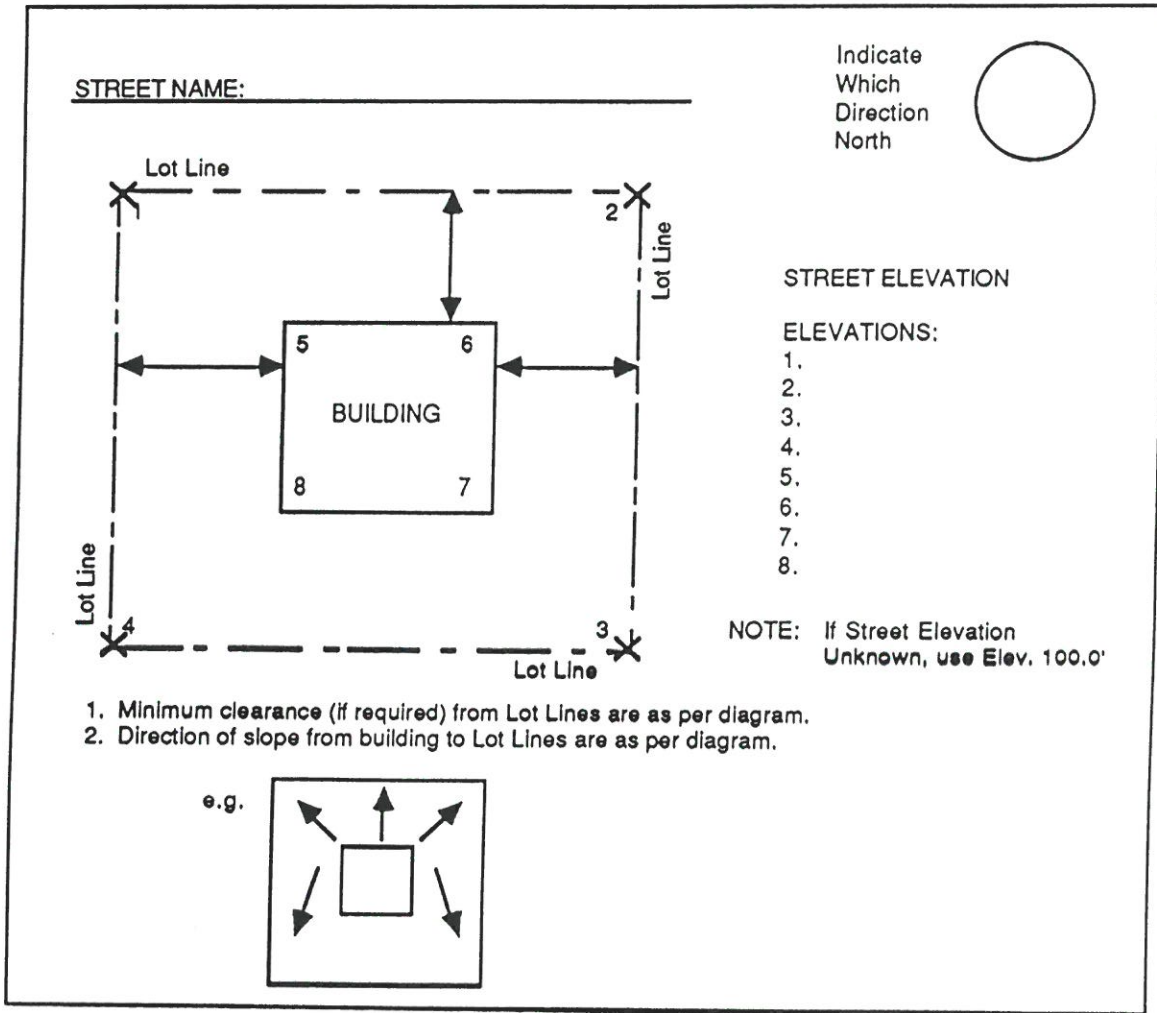 STREET NAME:
Indicate
Which
Direction
North
Lot Line
1
2
Lot Line
5
6
BUILDING
8
7
Lot Line
4
3
Lot Line
STREET ELEVATION
ELEVATIONS:
1.
2.
3.
4.
5.
6.
7.
8.
NOTE: If Street Elevation
Unknown, use Elev. 100.0'
1. Minimum clearance (if required) from Lot Lines are as per diagram.
2. Direction of slope from building to Lot Lines are as per diagram.
e.g.